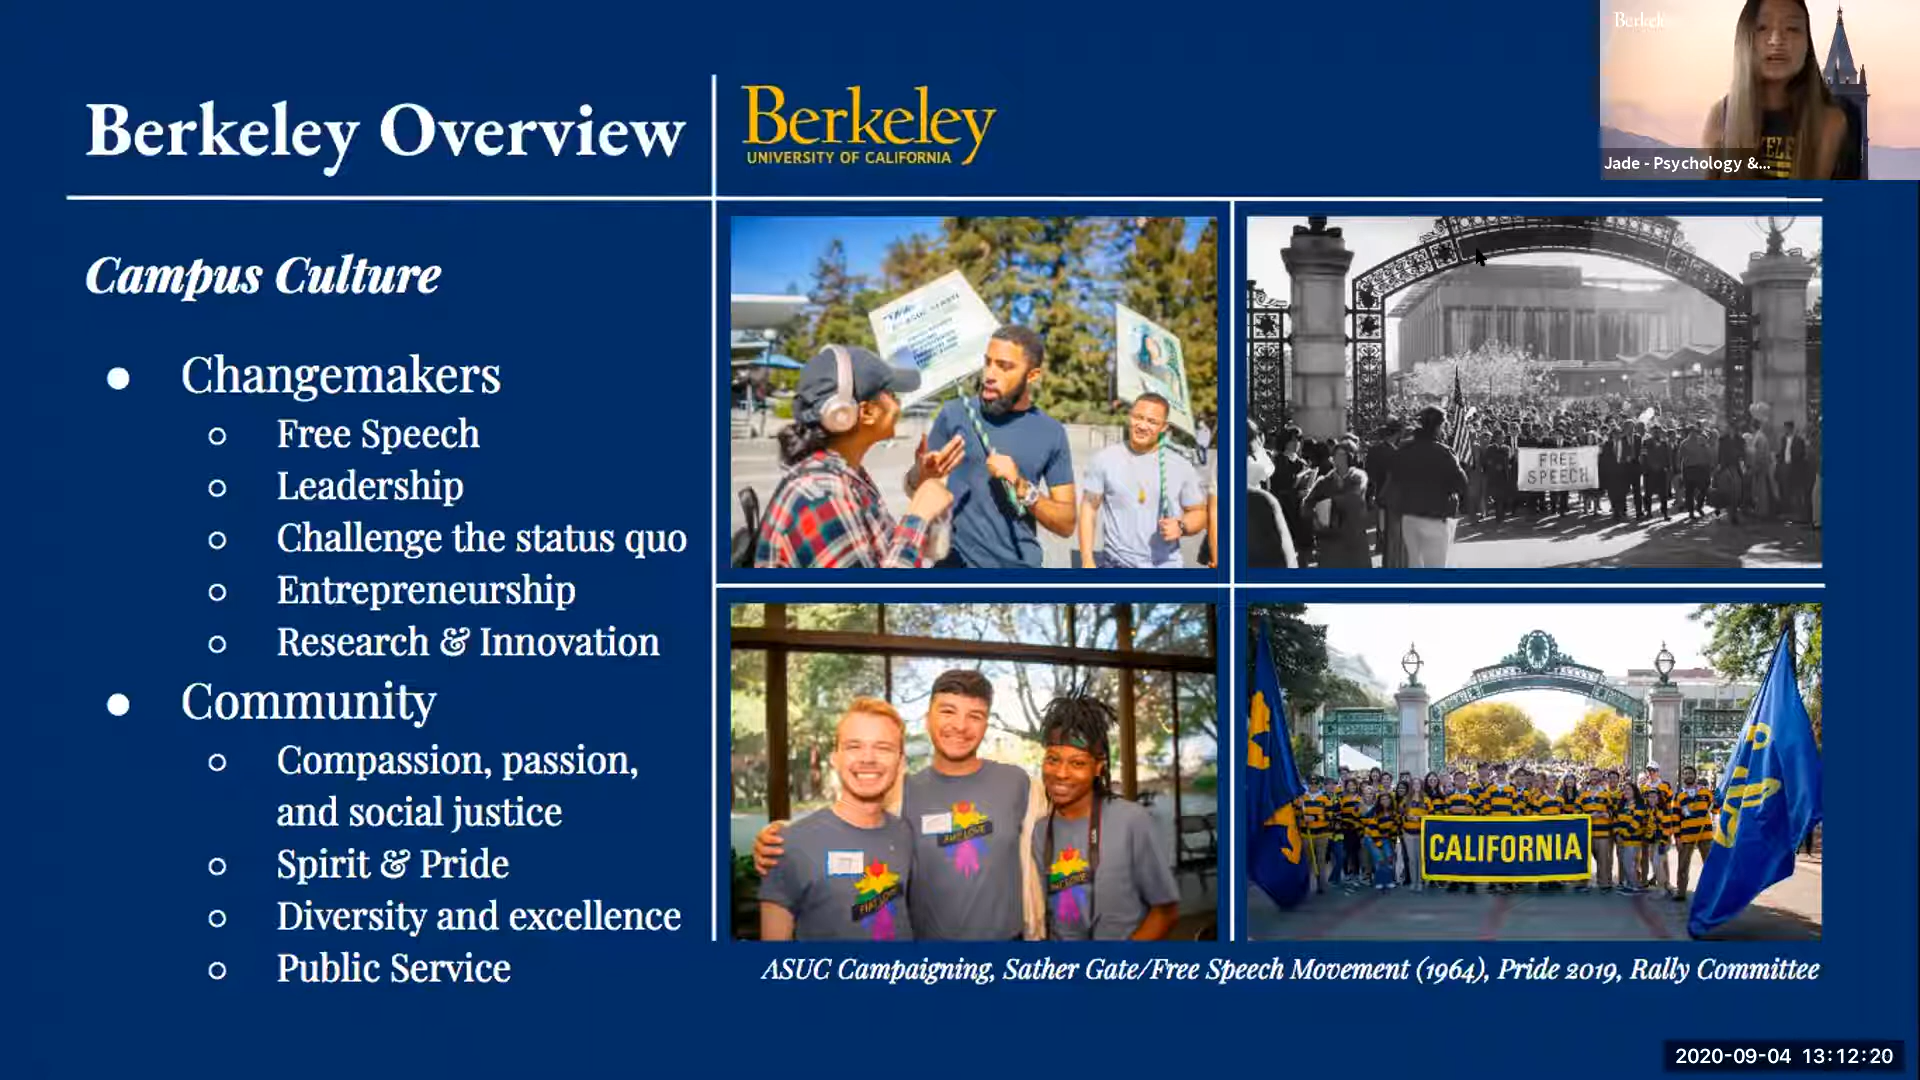 Berkeley Overview
Berkeley
UNIVERSITY OF CALIFORNIA
Jade - Psychology &...
Campus Culture
● Changemakers
○ Free Speech
○ Leadership
○ Challenge the status quo
○ Entrepreneurship
○ Research & Innovation
● Community
○ Compassion, passion,
and social justice
○ Spirit & Pride
○ Diversity and excellence
○ Public Service
FREE
SPEECH
CALIFORNIA
ASUC Campaigning, Sather Gate/Free Speech Movement (1964), Pride 2019, Rally Committee
2020-09-04 13:12:20